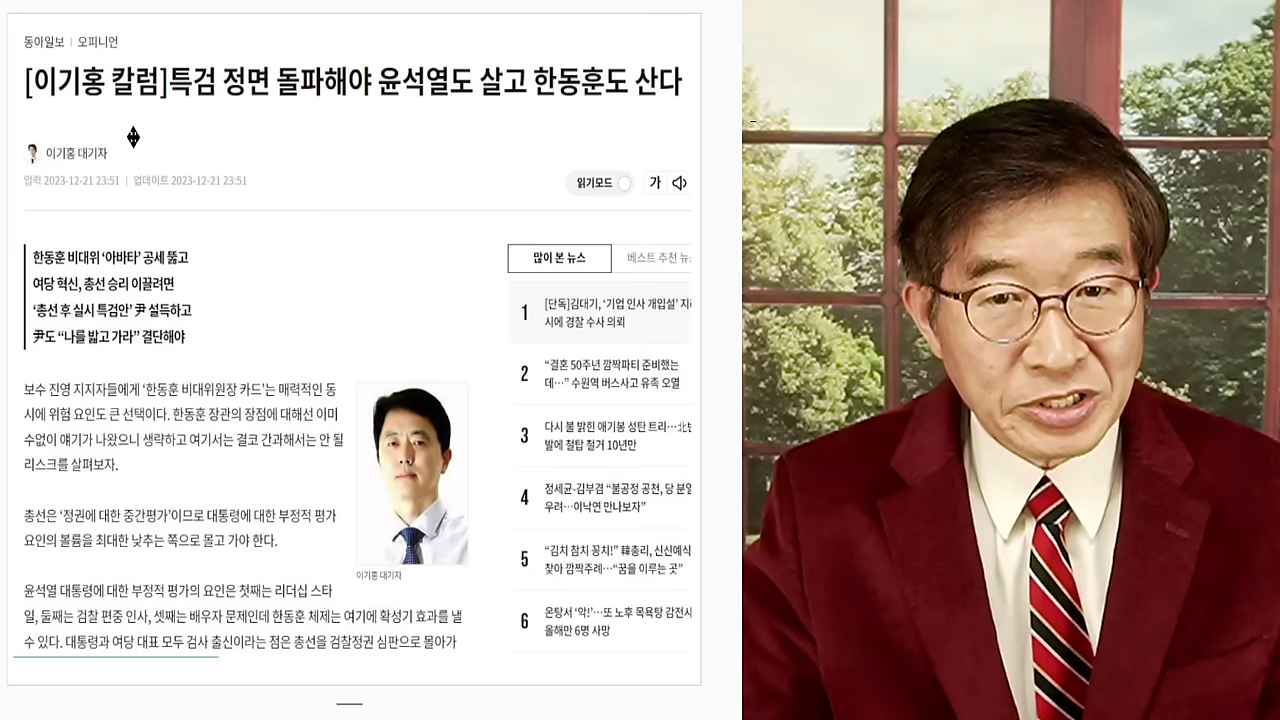 동아일보 | 오피니언
[이기홍 칼럼]특검 정면 돌파해야 윤석열도 살고 한동훈도 산다
이기홍 대기자
입력 2023-12-21 23:51 | 업데이트 2023-12-21 23:51
읽기모드 가
한동훈 비대위 ‘아바타’ 공세 뚫고
여당 혁신, 총선 승리 이끌려면
‘총선 후 실시 특검안’ 尹 설득하고
尹도 “나를 밟고 가라” 결단해야
보수 진영 지지자들에게 ‘한동훈 비대위원장 카드’는 매력적인 동
시에 위험 요인도 큰 선택이다. 한동훈 장관의 장점에 대해선 이미
수없이 얘기가 나왔으니 생략하고 여기서는 결코 간과해서는 안 될
리스크를 살펴보자.
총선은 ‘정권에 대한 중간평가’이므로 대통령에 대한 부정적 평가
요인의 볼륨을 최대한 낮추는 쪽으로 몰고 가야 한다.
이기홍 대기자
윤석열 대통령에 대한 부정적 평가의 요인은 첫째는 리더십 스타
일, 둘째는 검찰 편중 인사, 셋째는 배우자 문제인데 한동훈 체제는 여기에 확성기 효과를 낼
수 있다. 대통령과 여당 대표 모두 검사 출신이라는 점은 총선을 검찰정권 심판으로 몰아가
많이 본 뉴스 베스트 추천 뉴
1 [단독]김대기, ‘기업 인사 개입설’ 지
시에 경찰 수사 의뢰
2 “결혼 50주년 깜짝파티 준비했는
데…” 수원역 버스사고 유족 오열
3 다시 불 밝힌 애기봉 성탄 트리…北
발에 철탑 철거 10년만
4 정세균·김부겸 “불공정 공천, 당 분열
우려…이낙연 만나보자”
5 “김치 참치 꽁치!” 韓총리, 신신예식
찾아 깜짝주례…“꿈을 이루는 곳”
6 온탕서 ‘악!’…또 노후 목욕탕 감전사
올해만 6명 사망